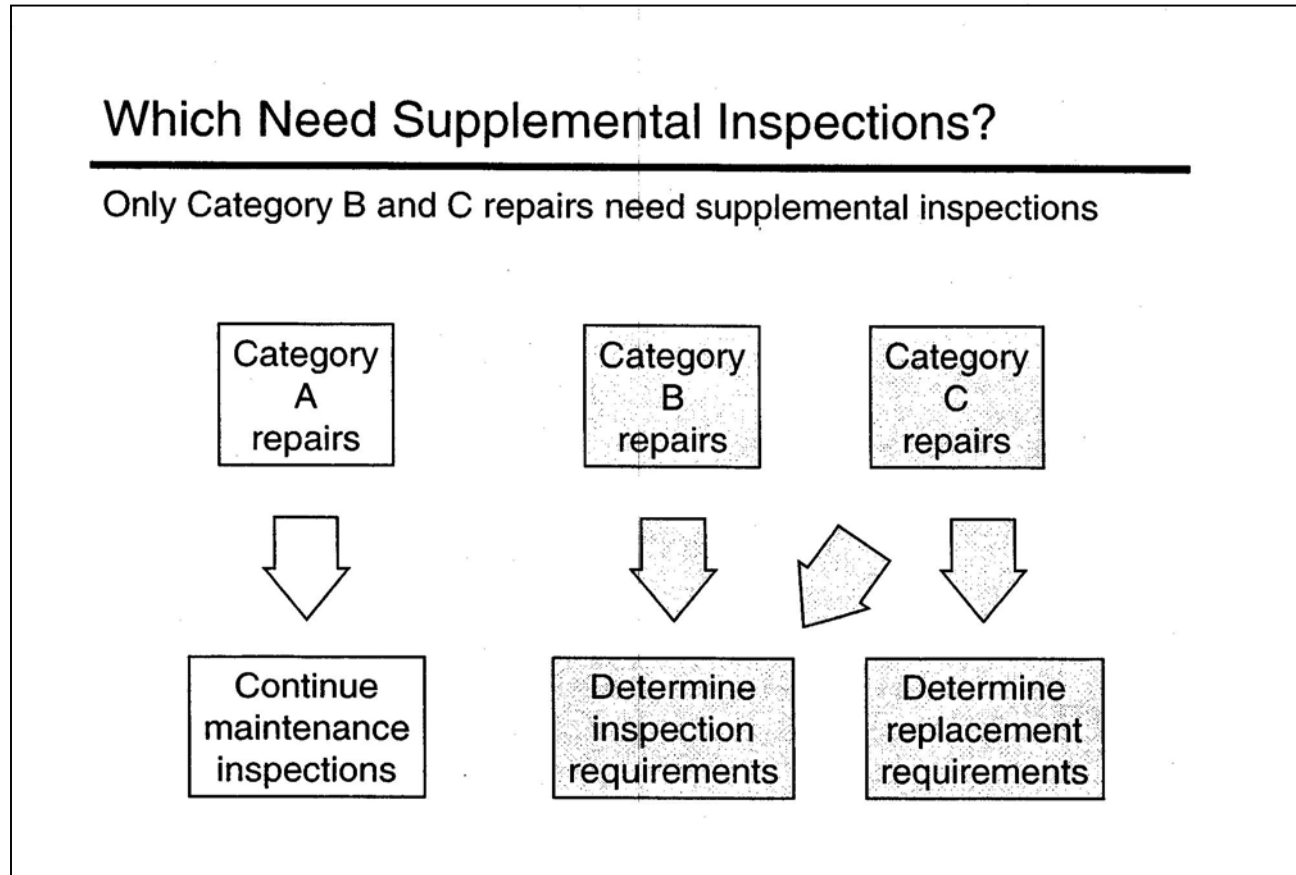 Which Need Supplemental Inspections?
Only Category B and C repairs need supplemental inspections
Category
A
repairs
Category
B
repairs
Category
C
repairs
Continue
maintenance
inspections
Determine
inspection
requirements
Determine
replacement
requirements